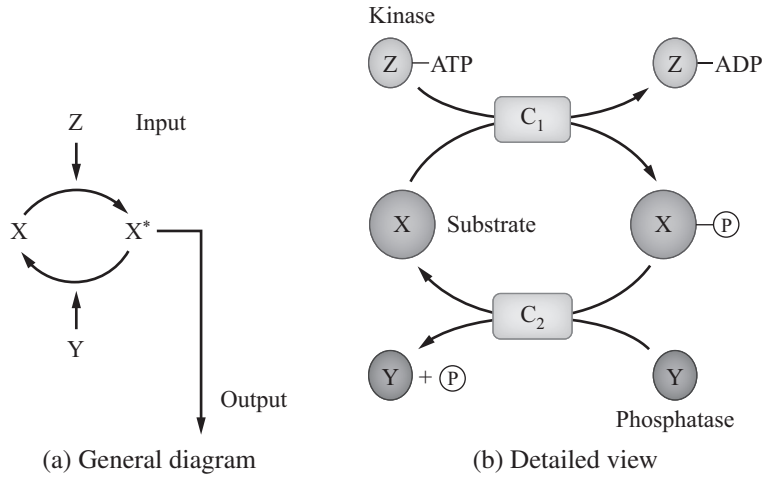 Z Input
X X*
Y
Output
(a) General diagram
Kinase
Z ATP
Z ADP
C1
X Substrate
X P
C2
Y + P
Y
Phosphatase
(b) Detailed view